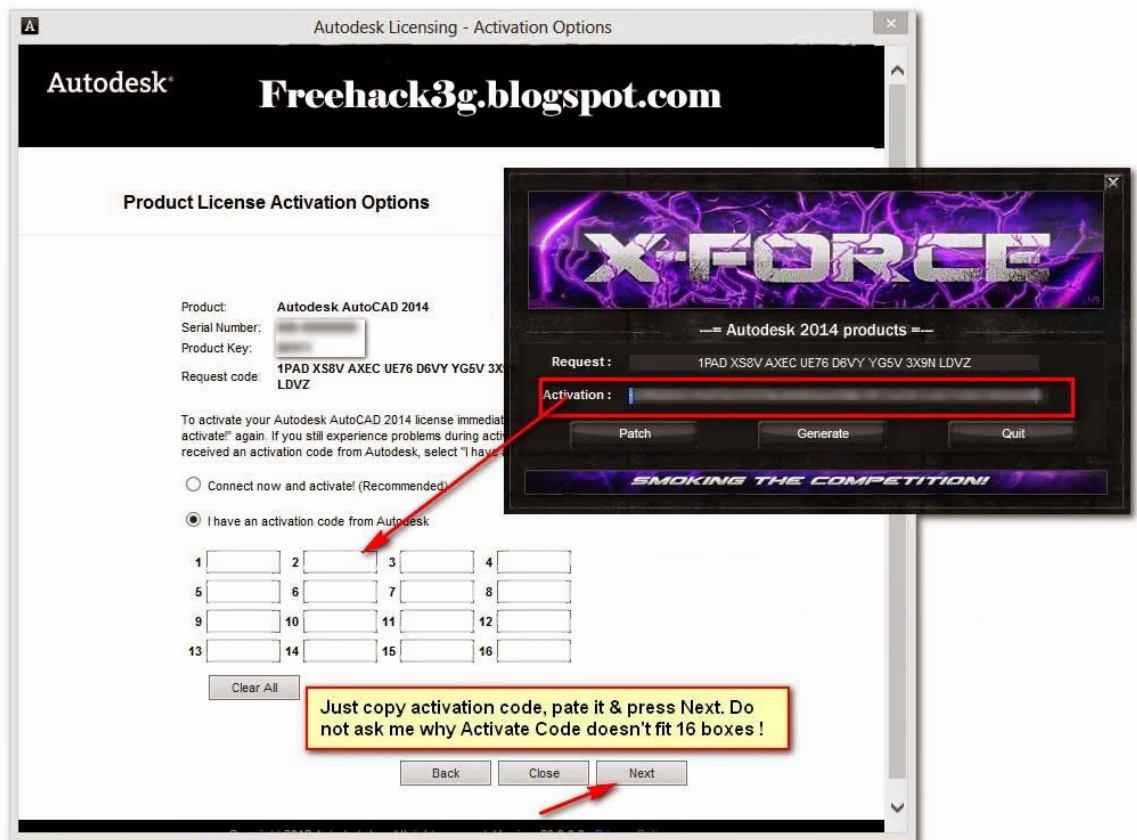 Autodesk Licensing - Activation Options
Autodesk
Freehack3g.blogspot.com
Product License Activation Options
Product: Autodesk AutoCAD 2014
Serial Number:
Product Key:
Request code: 1PAD XS8V AXEC UE76 D6VY YG5V 3X9N
LDVZ
To activate your Autodesk AutoCAD 2014 license
activate!" again. If you still experience problems during
received an activation code from Autodesk, select "I have
Connect now and activate! (Recommended)
I have an activation code from Autodesk
1 2 3 4
5 6 7 8
9 10 11 12
13 14 15 16
Clear All
Just copy activation code, pate it & press Next. Do
not ask me why Activate Code doesn't fit 16 boxes !
Back Close Next
X-FORCE
---= Autodesk 2014 products =---
Request : 1PAD XS8V AXEC UE76 D6VY YG5V 3X9N LDVZ
Activation :
Patch Generate Quit
SMOKING THE COMPETITION!